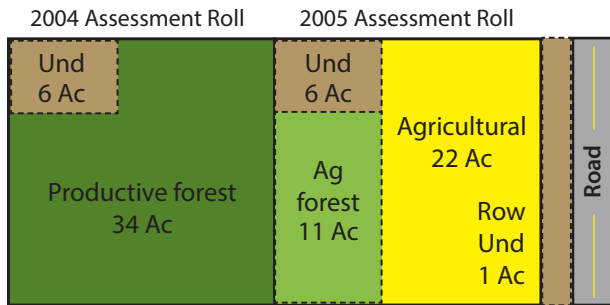 2004 Assessment Roll
2005 Assessment Roll
Und
6 Ac
Productive forest
34 Ac
Und
6 Ac
Ag
forest
11 Ac
Agricultural
22 Ac
Row
Und
1 Ac
Road